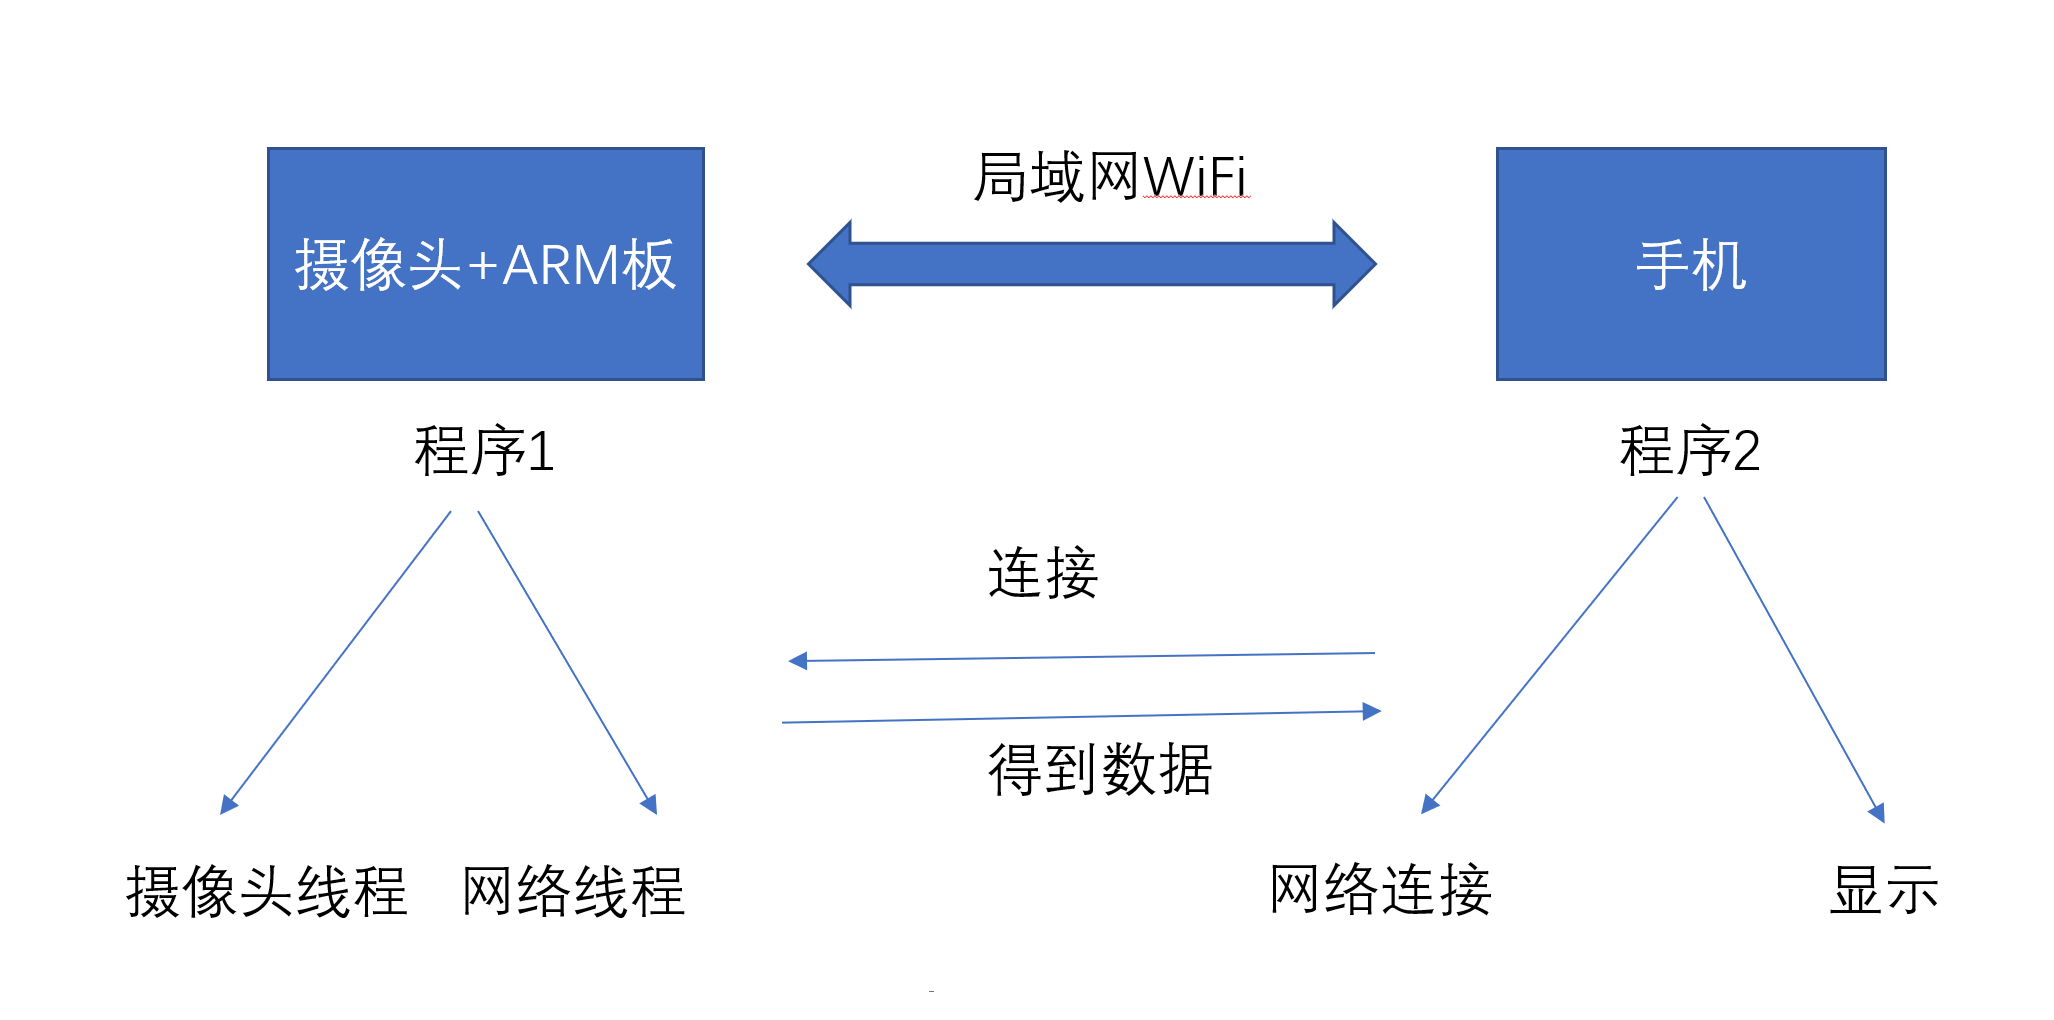 局域网WiFi
摄像头+ARM板
手机
程序1
程序2
连接
得到数据
摄像头线程
网络线程
网络连接
显示